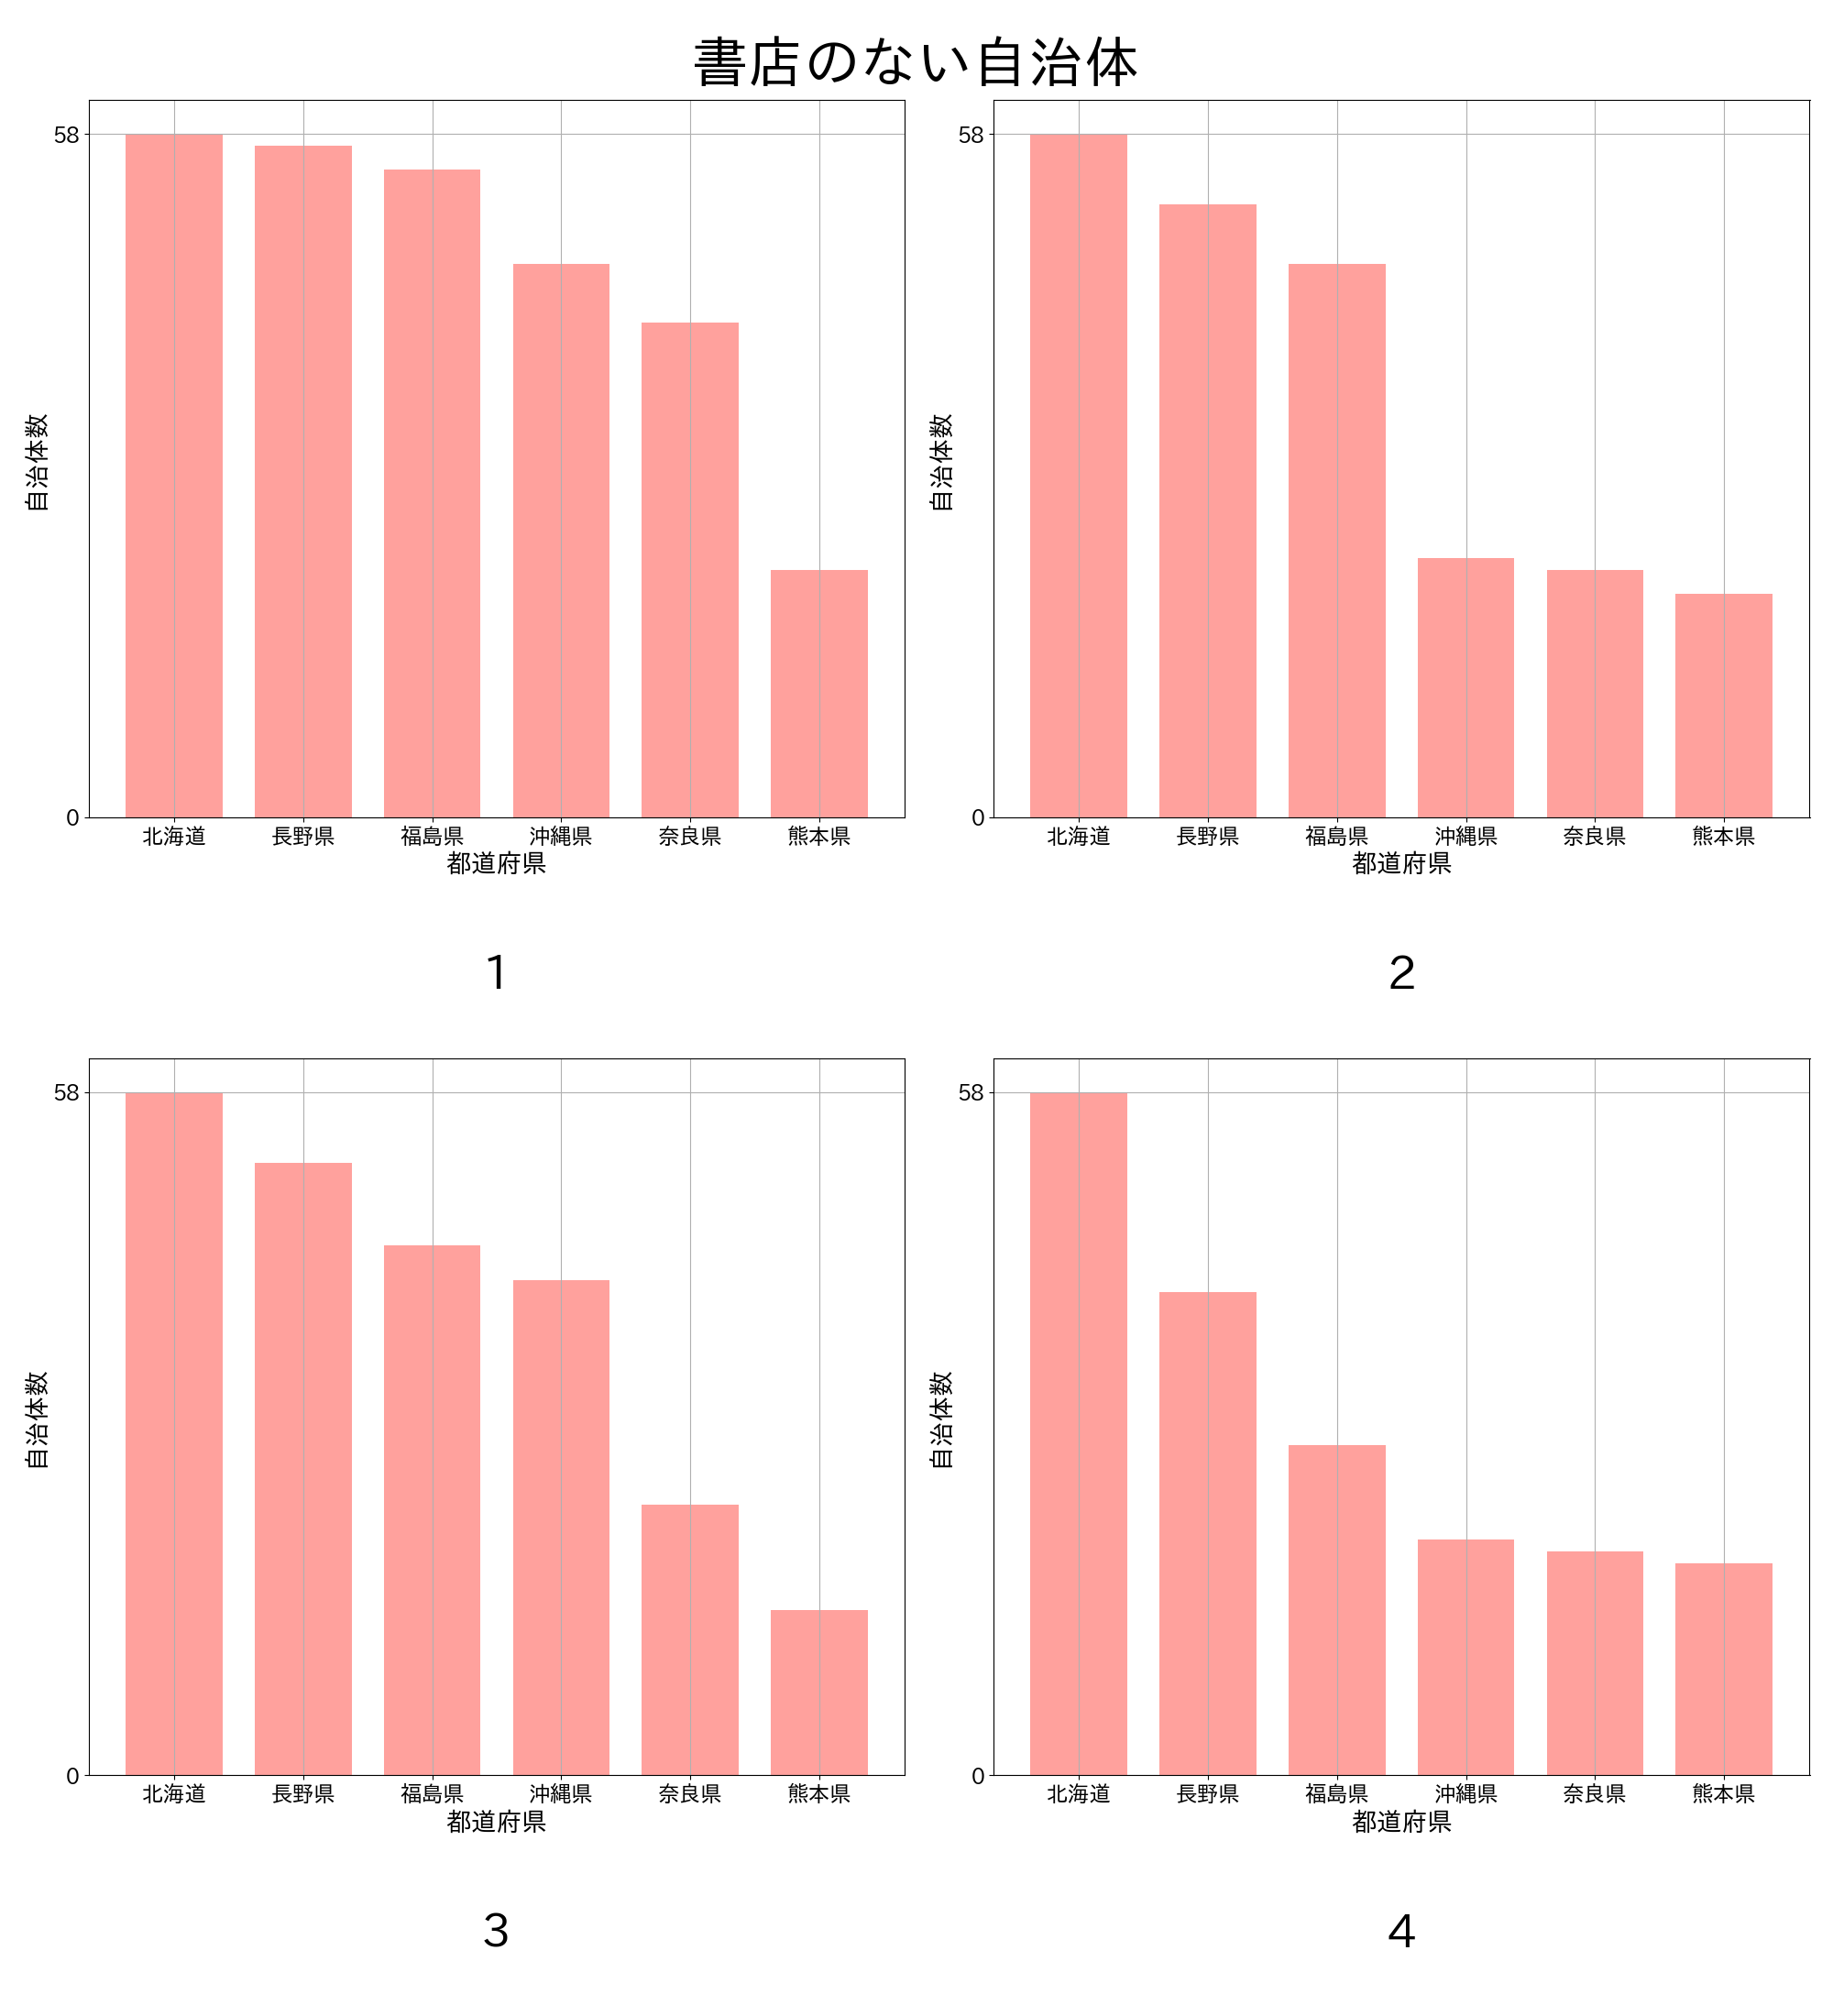 書店のない自治体
58
0
自治体数
北海道 長野県 福島県 沖縄県 奈良県 熊本県
都道府県
1
58
0
自治体数
北海道 長野県 福島県 沖縄県 奈良県 熊本県
都道府県
2
58
0
自治体数
北海道 長野県 福島県 沖縄県 奈良県 熊本県
都道府県
3
58
0
自治体数
北海道 長野県 福島県 沖縄県 奈良県 熊本県
都道府県
4